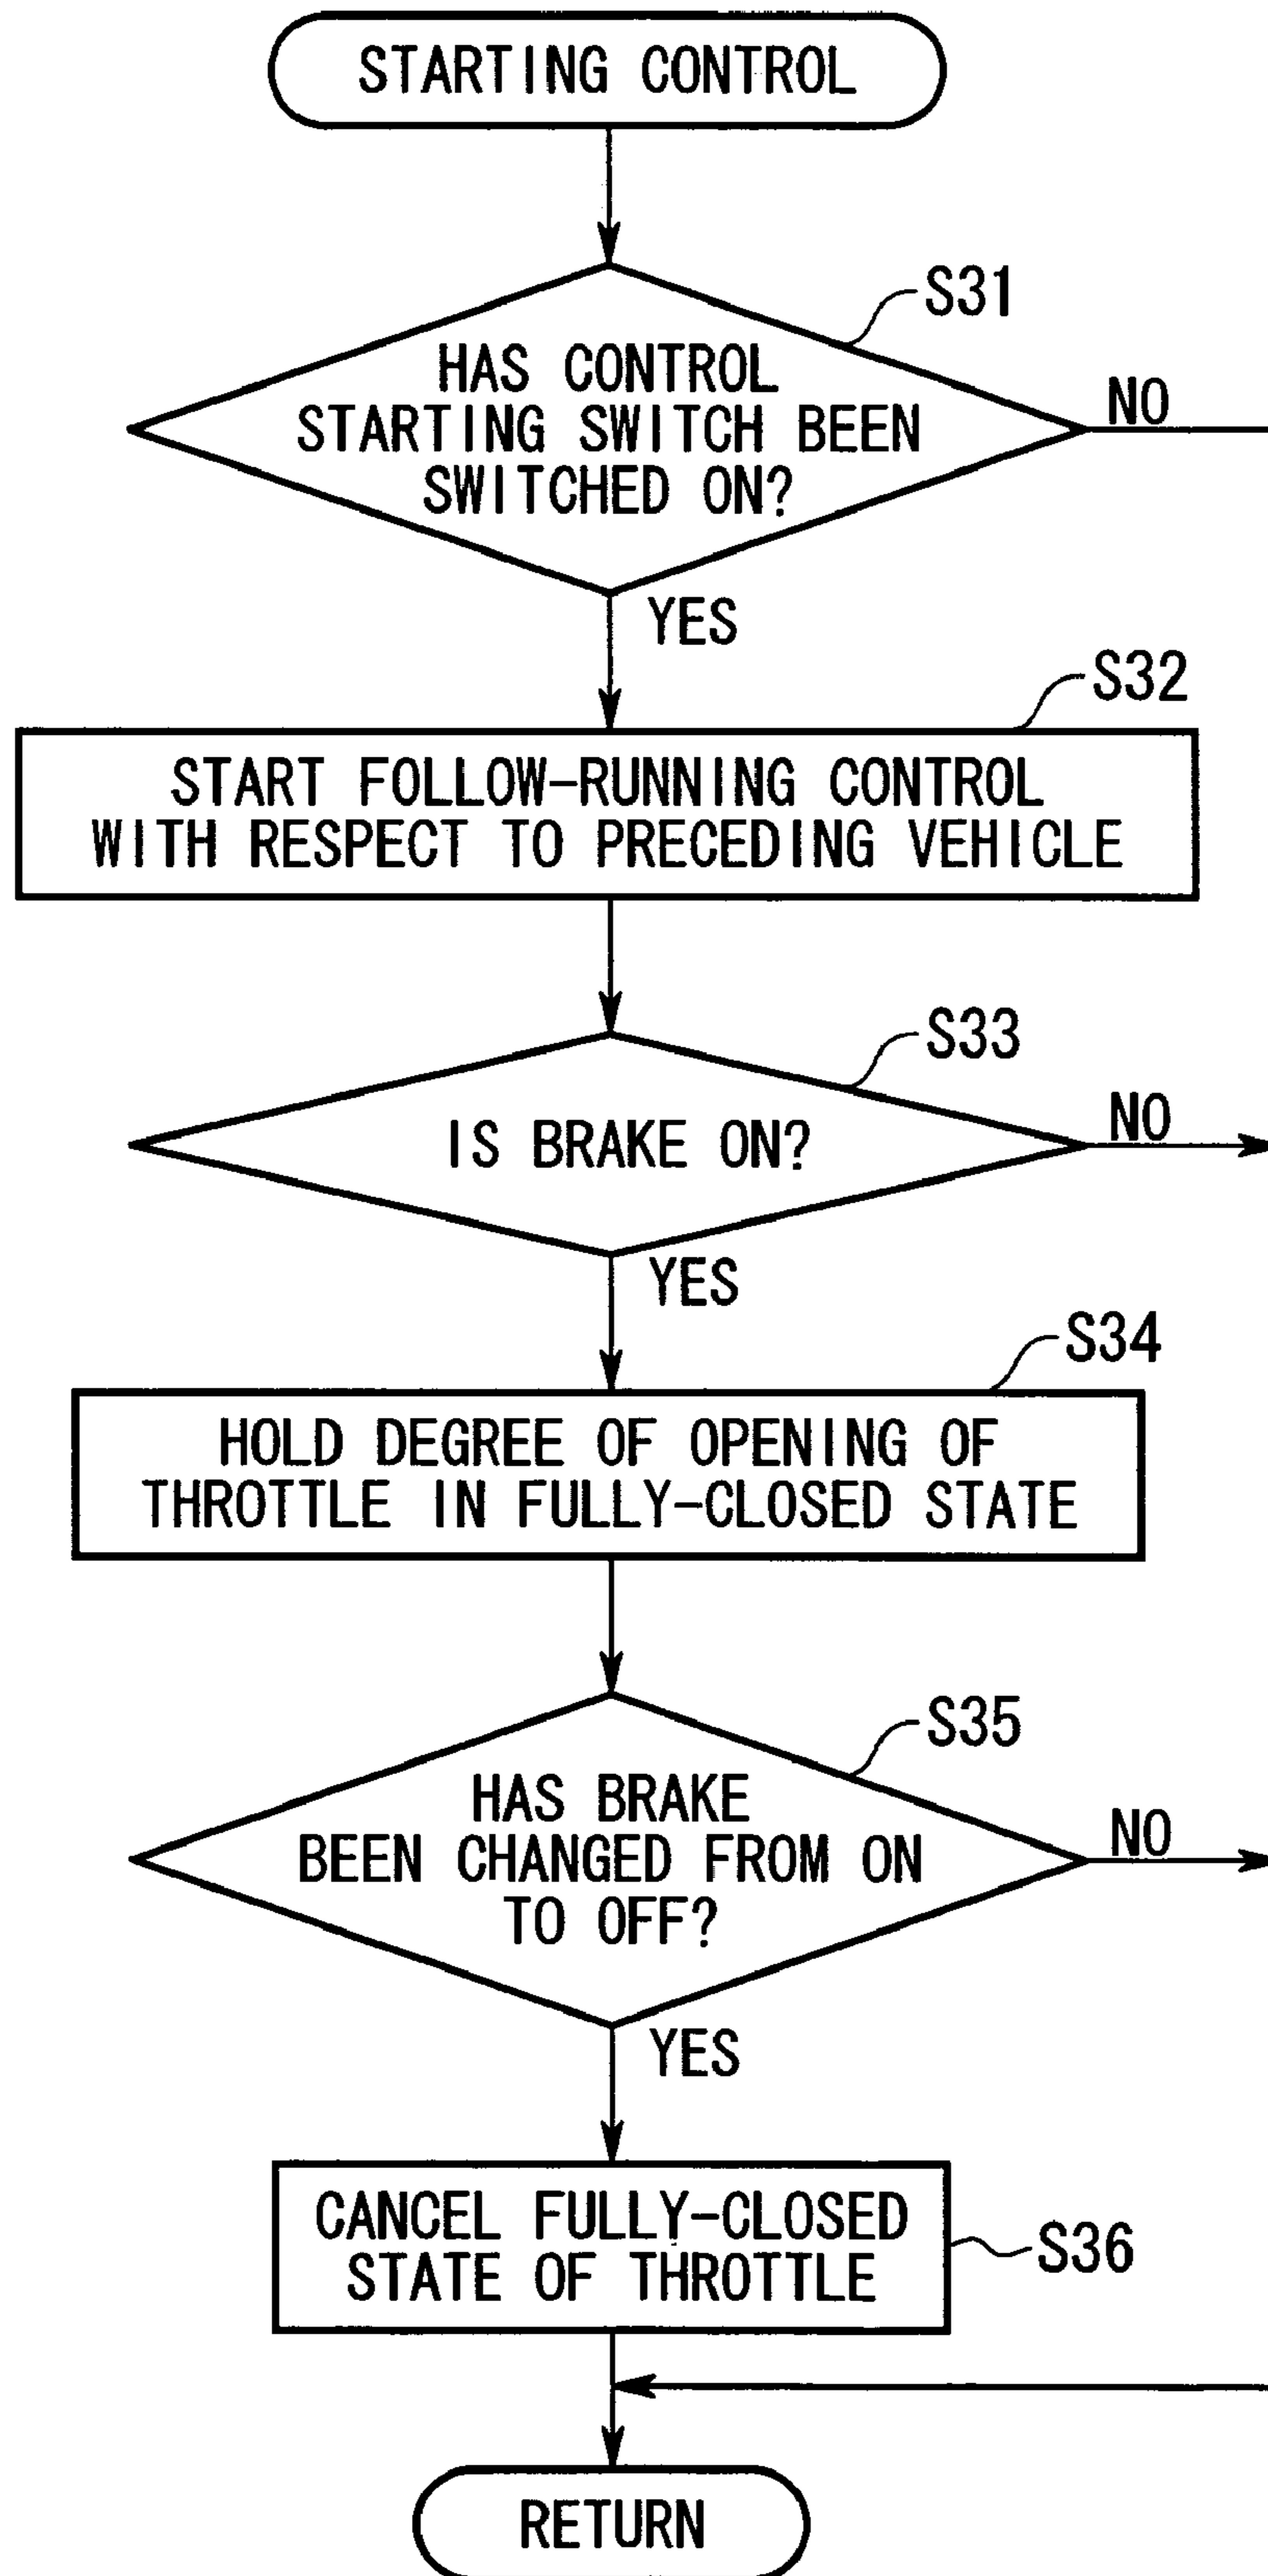 STARTING CONTROL
S31
HAS CONTROL
STARTING SWITCH BEEN
SWITCHED ON?
NO
YES
S32
START FOLLOW-RUNNING CONTROL
WITH RESPECT TO PRECEDING VEHICLE
S33
IS BRAKE ON?
NO
YES
S34
HOLD DEGREE OF OPENING OF
THROTTLE IN FULLY-CLOSED STATE
S35
HAS BRAKE
BEEN CHANGED FROM ON
TO OFF?
NO
YES
CANCEL FULLY-CLOSED
STATE OF THROTTLE
S36
RETURN